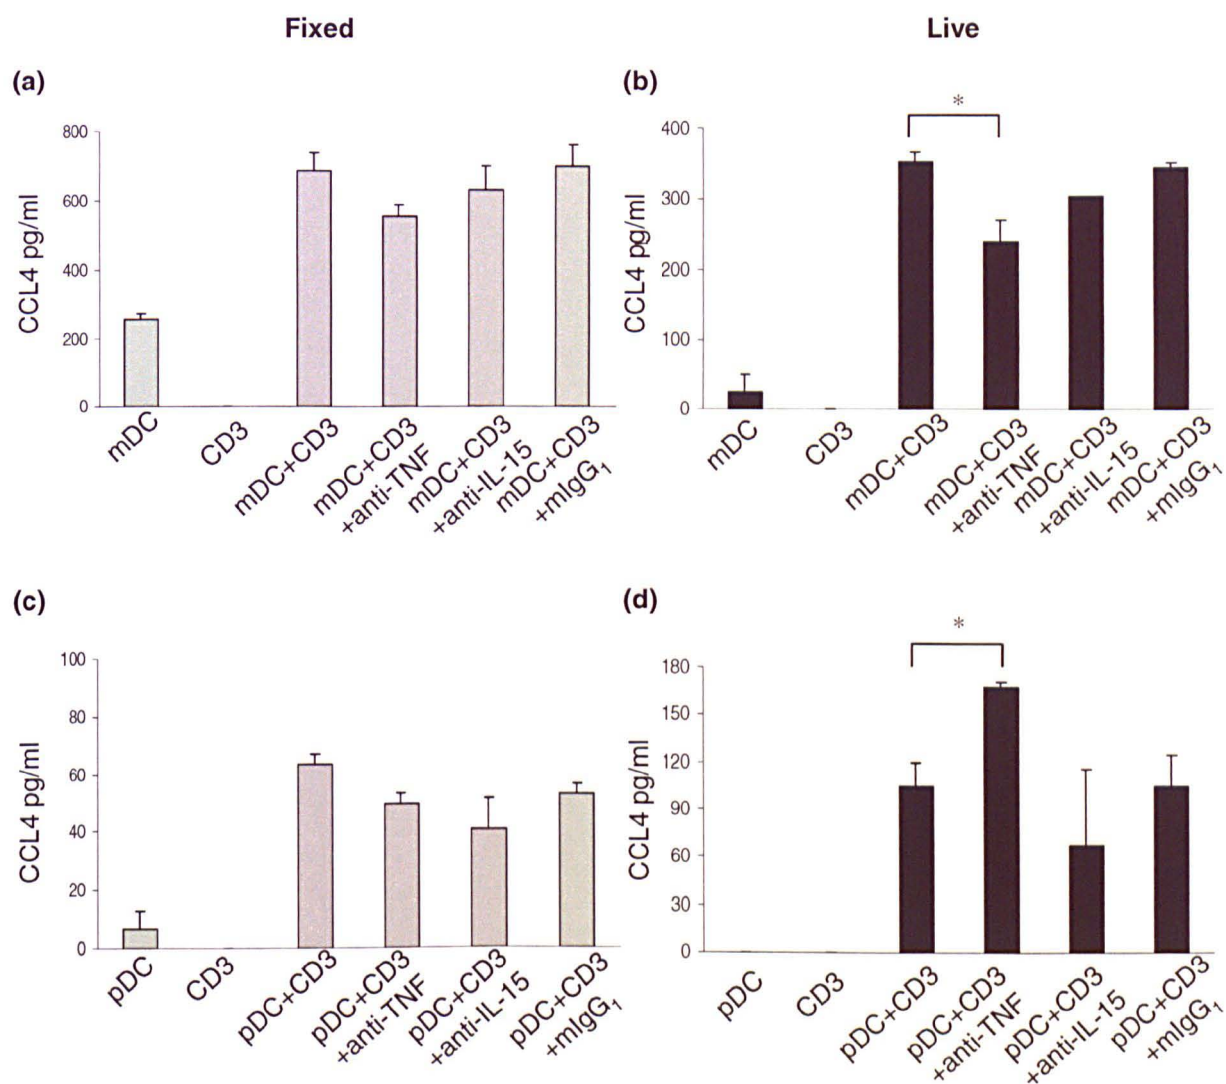 Fixed
Live
(a)
CCL4 pg/ml
800
600
400
200
0
mDC
CD3
mDC+CD3
mDC+CD3
+anti-TNF
mDC+CD3
+anti-IL-15
mDC+CD3
+mIgG1
(b)
*
CCL4 pg/ml
400
300
200
100
0
mDC
CD3
mDC+CD3
mDC+CD3
+anti-TNF
mDC+CD3
+anti-IL-15
mDC+CD3
+mIgG1
(c)
CCL4 pg/ml
100
80
60
40
20
0
pDC
CD3
pDC+CD3
pDC+CD3
+anti-TNF
pDC+CD3
+anti-IL-15
pDC+CD3
+mIgG1
(d)
*
CCL4 pg/ml
180
150
120
90
60
30
0
pDC
CD3
pDC+CD3
pDC+CD3
+anti-TNF
pDC+CD3
+anti-IL-15
pDC+CD3
+mIgG1